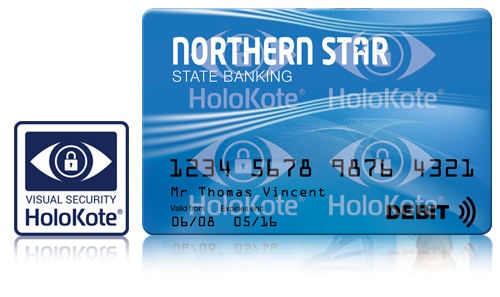 VISUAL SECURITY
HoloKote®
NORTHERN STAR
STATE BANKING
HoloKote® HoloKote®
1234 5678 9876 4321
Mr Thomas Vincent
Valid from Expires end
HoloKote® HoloKote®
DEBIT
06/08 05/16